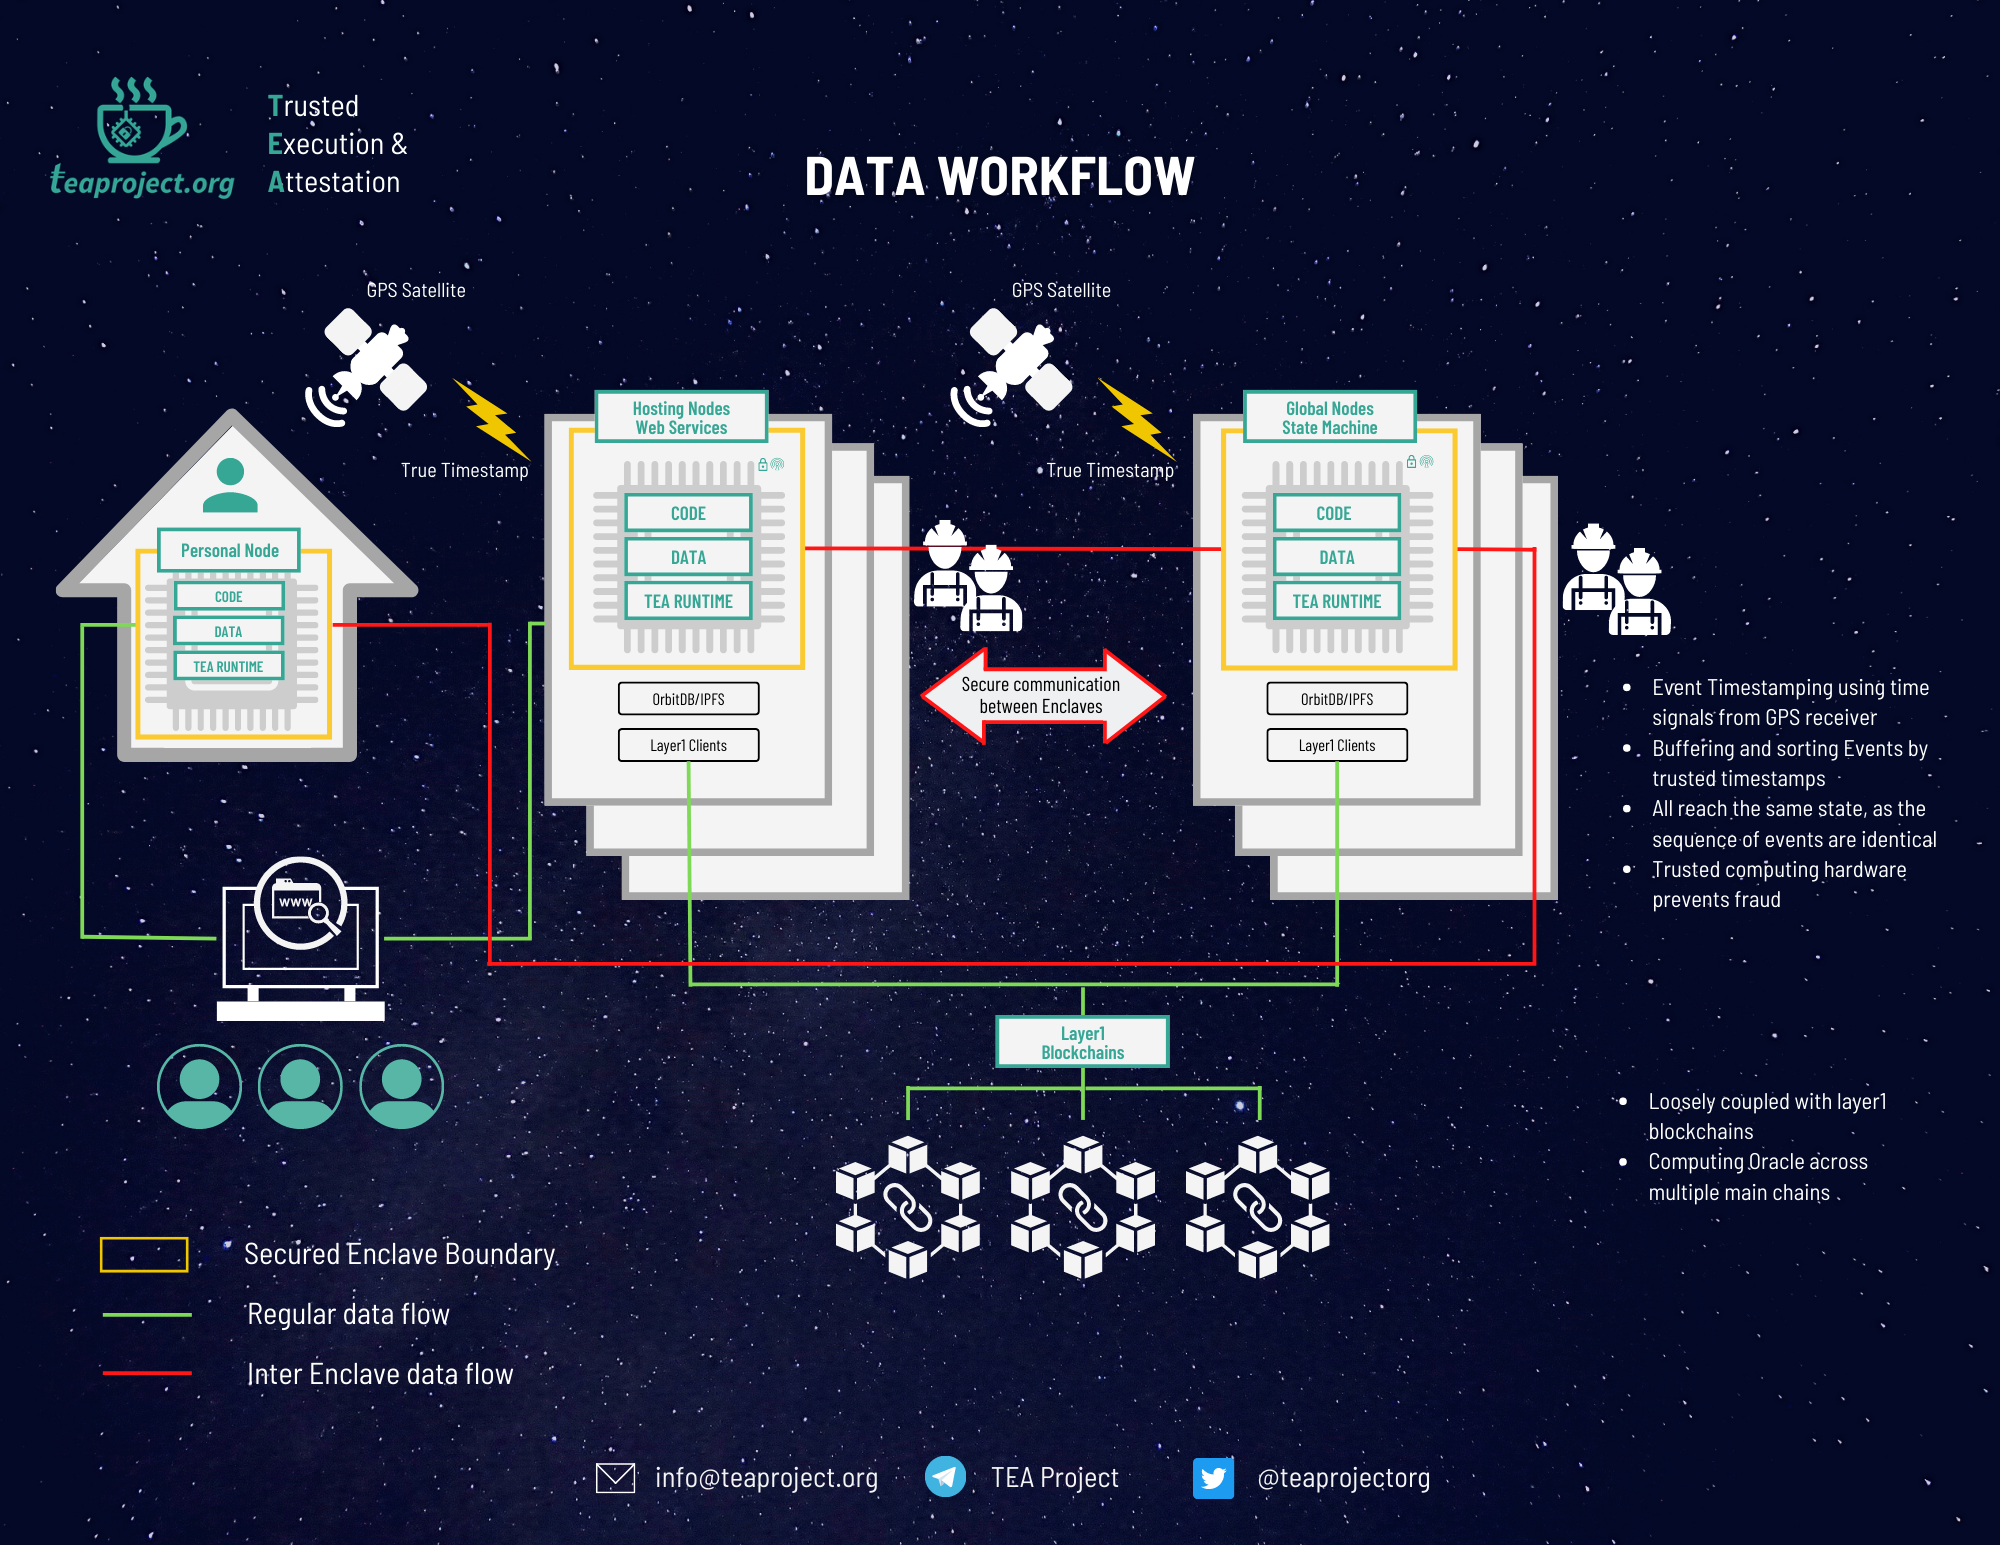 teaproject.org
Trusted
Execution &
Attestation
DATA WORKFLOW
GPS Satellite
True Timestamp
GPS Satellite
True Timestamp
Personal Node
CODE
DATA
TEA RUNTIME
Hosting Nodes
Web Services
CODE
DATA
TEA RUNTIME
OrbitDB/IPFS
Layer1 Clients
Secure communication
between Enclaves
Global Nodes
State Machine
CODE
DATA
TEA RUNTIME
OrbitDB/IPFS
Layer1 Clients
• Event Timestamping using time
signals from GPS receiver
• Buffering and sorting Events by
trusted timestamps
• All reach the same state, as the
sequence of events are identical
• Trusted computing hardware
prevents fraud
www
Layer1
Blockchains
• Loosely coupled with layer1
blockchains
• Computing Oracle across
multiple main chains
Secured Enclave Boundary
Regular data flow
Inter Enclave data flow
info@teaproject.org
TEA Project
@teaprojectorg